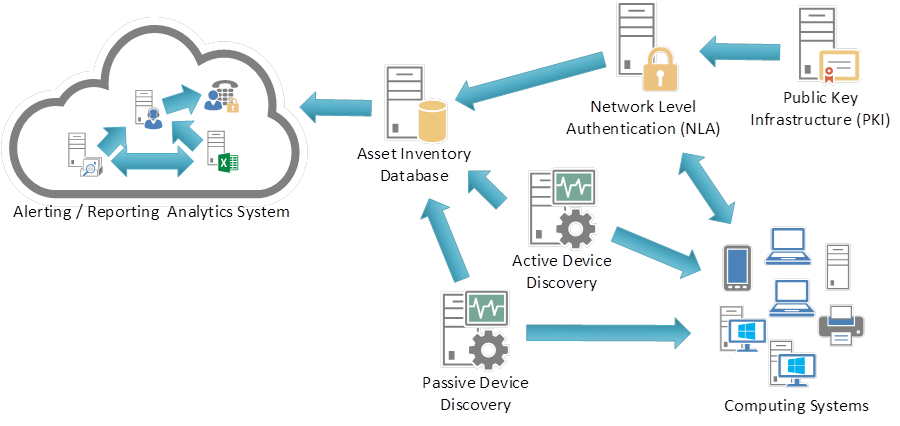 Public Key
Infrastructure (PKI)
Network Level
Authentication (NLA)
Asset Inventory
Database
Alerting / Reporting Analytics System
Active Device
Discovery
Passive Device
Discovery
Computing Systems